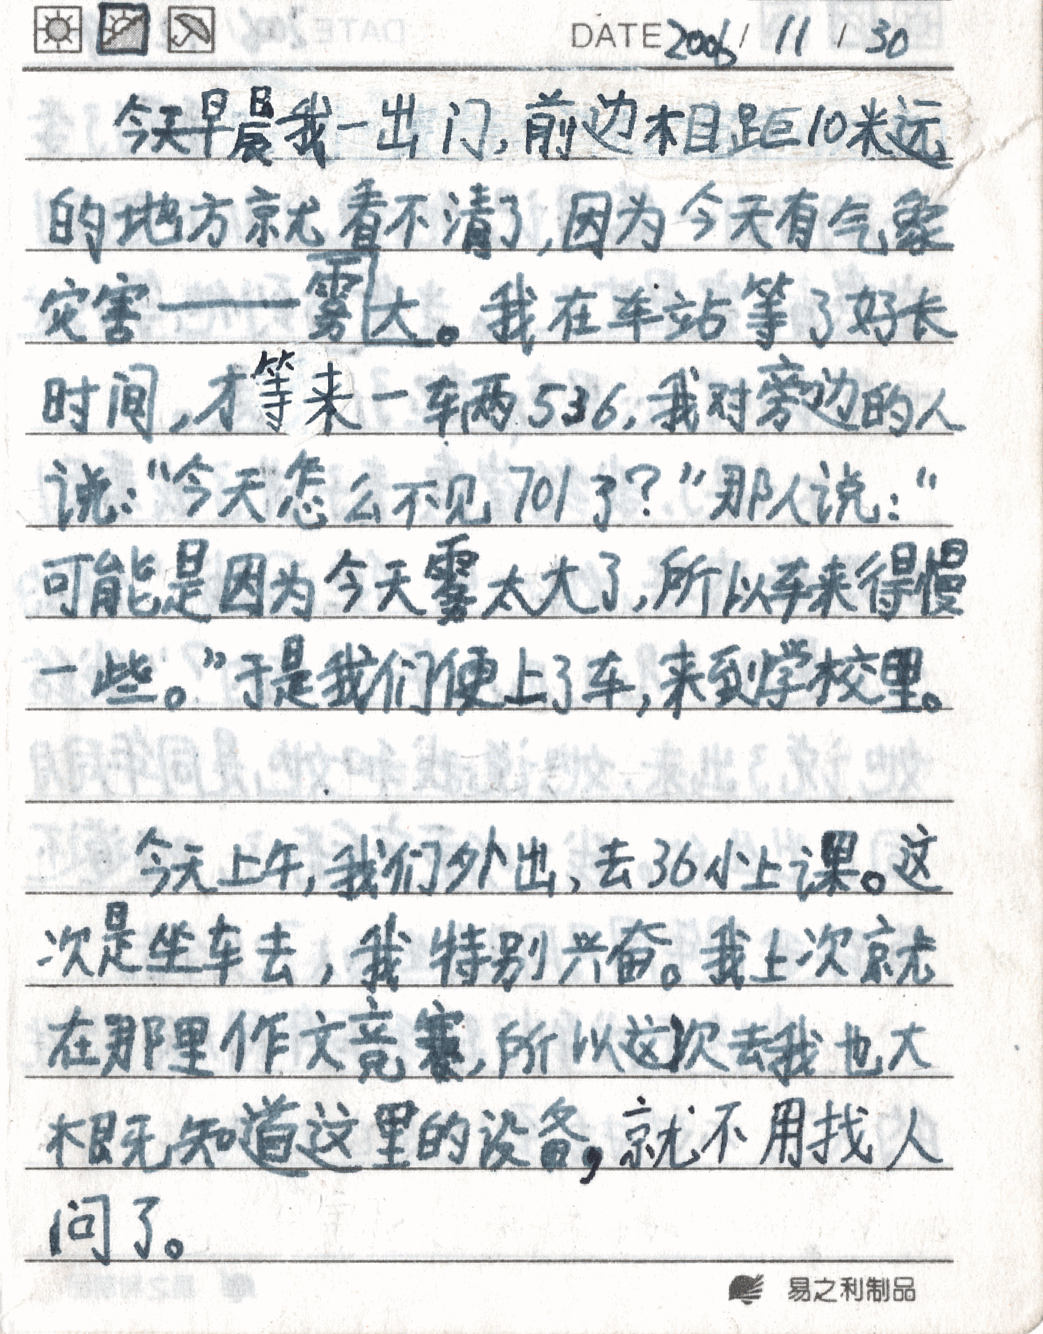 DATE 2006 / 11 / 30
今天早晨我一出门,前边相距10米远
的地方就看不清了,因为今天有气象
灾害——雾大。我在车站等了好长
时间,才等来一车两536,我对旁边的人
说:“今天怎么不见701了?”那人说:“
可能是因为今天雾太大了,所以车来得慢
一些。”于是我们便上了车,来到学校里。
今天上午,我们外出,去36小上课。这
次是坐车去,我特别兴奋。我上次就
在那里作文竞赛,所以这次去我也大
概知道这里的设备,就不用找人
问了。
易之利制品